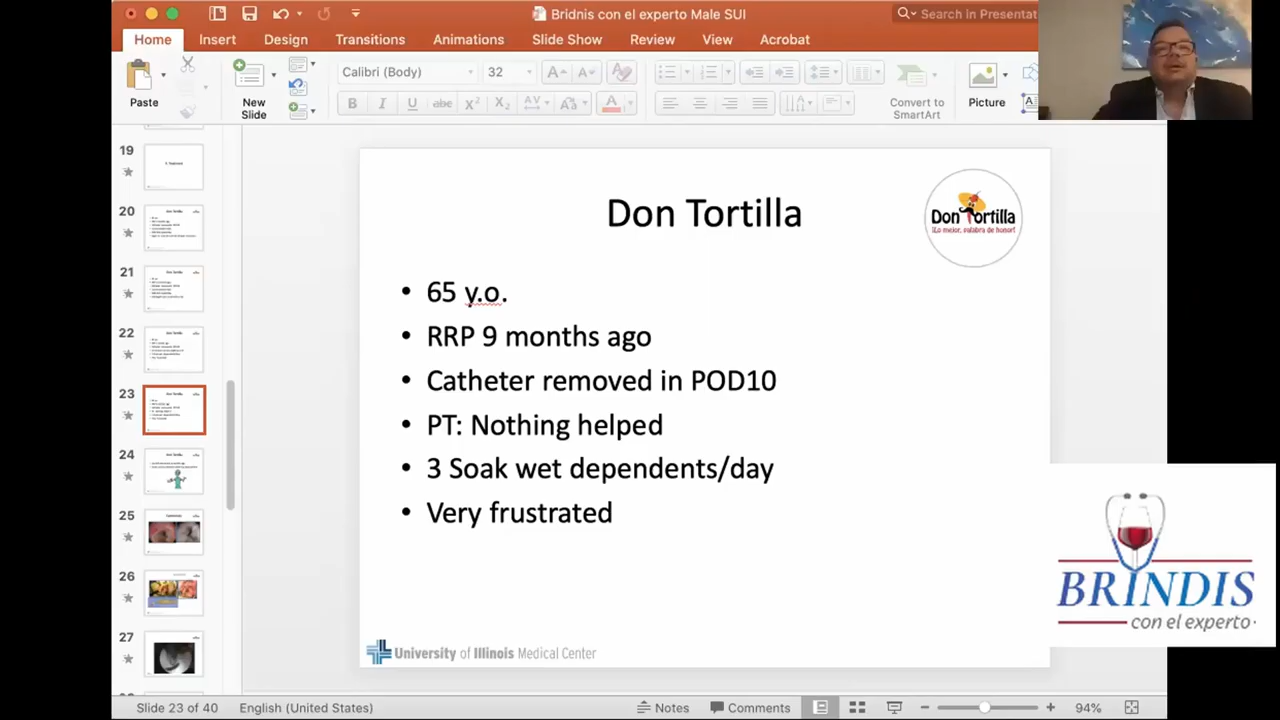 Bridnis con el experto Male SUI
Search in Presentat
Home Insert Design Transitions Animations Slide Show Review View Acrobat
Paste
New Slide
Calibri (Body) 32
Convert to SmartArt
Picture
19
20
21
22
23
24
25
26
27
Don Tortilla
Don Tortilla
¡Lo mejor, palabra de honor!
• 65 y.o.
• RRP 9 months ago
• Catheter removed in POD10
• PT: Nothing helped
• 3 Soak wet dependents/day
• Very frustrated
University of Illinois Medical Center
BRINDIS
con el experto
Slide 23 of 40 English (United States) Notes Comments 94%